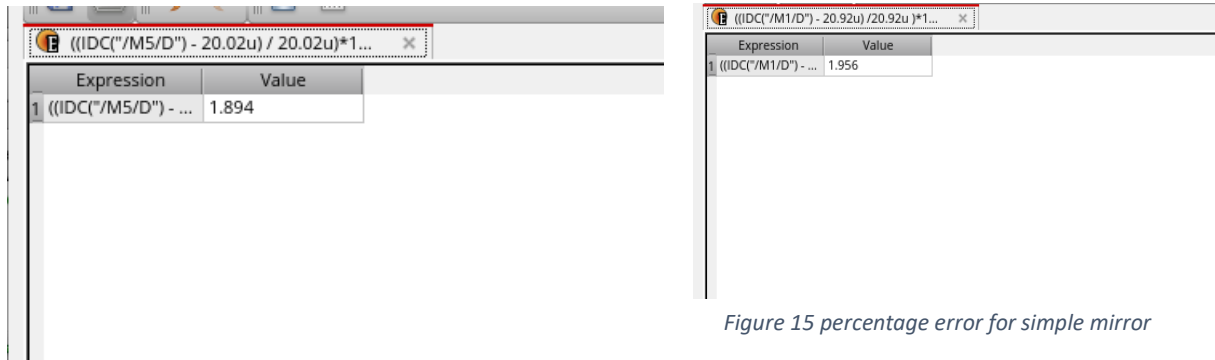 ((IDC("/M5/D") - 20.02u) / 20.02u)*1...
Expression Value
1 ((IDC("/M5/D") - ... 1.894
((IDC("/M1/D") - 20.92u) /20.92u )*1...
Expression Value
1 ((IDC("/M1/D") - ... 1.956
Figure 15 percentage error for simple mirror